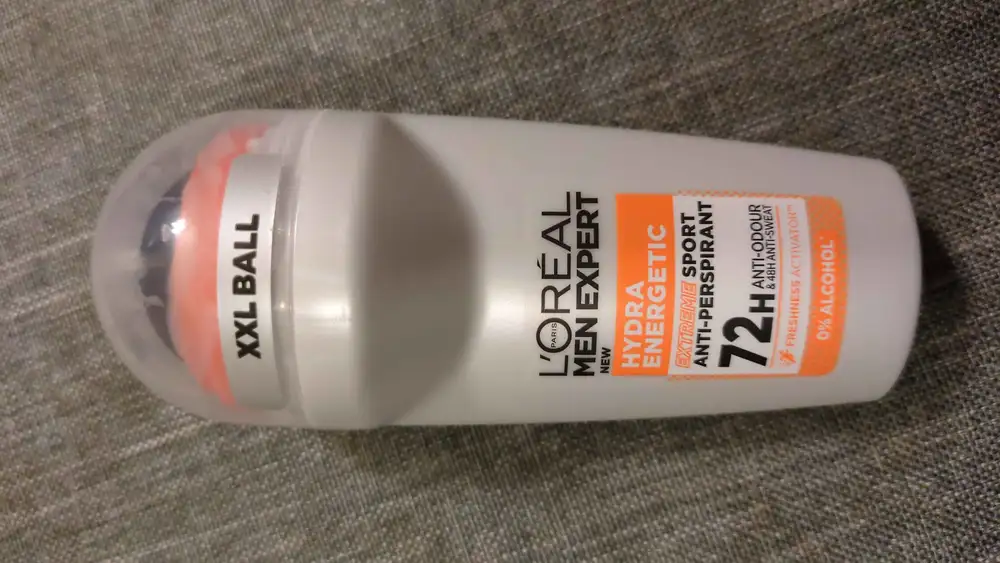 XXL BALL
L'ORÉAL
PARIS
MEN EXPERT
NEW
HYDRA
ENERGETIC
EXTREME SPORT
ANTI-PERSPIRANT
72H ANTI-ODOUR
& 48H ANTI-SWEAT
FRESHNESS ACTIVATOR™
0% ALCOHOL*